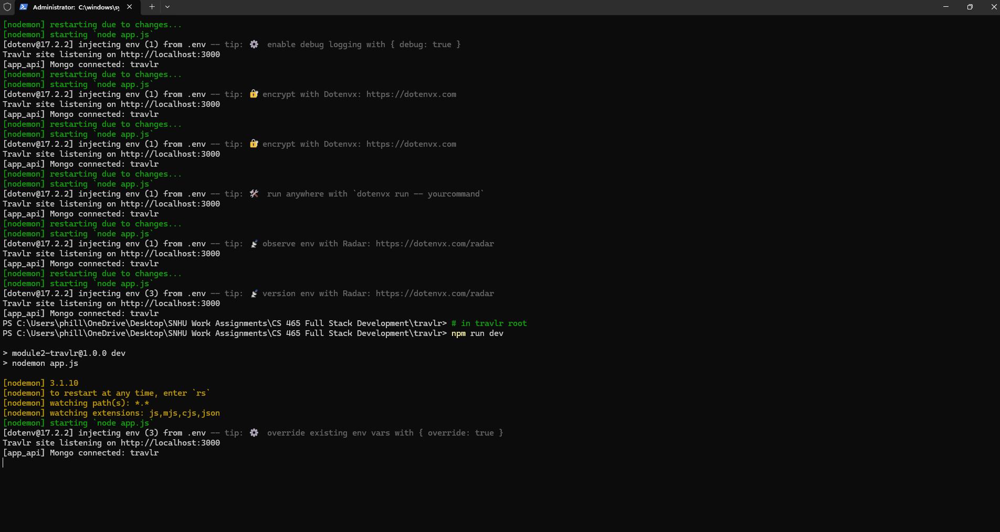 Administrator: C:\windows\sy
[nodemon] restarting due to changes...
[nodemon] starting `node app.js`
[dotenv@17.2.2] injecting env (1) from .env -- tip: ⚙️ enable debug logging with { debug: true }
Travlr site listening on http://localhost:3000
[app_api] Mongo connected: travlr
[nodemon] restarting due to changes...
[nodemon] starting `node app.js`
[dotenv@17.2.2] injecting env (1) from .env -- tip: 🔐 encrypt with Dotenvx: https://dotenvx.com
Travlr site listening on http://localhost:3000
[app_api] Mongo connected: travlr
[nodemon] restarting due to changes...
[nodemon] starting `node app.js`
[dotenv@17.2.2] injecting env (1) from .env -- tip: 🔐 encrypt with Dotenvx: https://dotenvx.com
Travlr site listening on http://localhost:3000
[app_api] Mongo connected: travlr
[nodemon] restarting due to changes...
[nodemon] starting `node app.js`
[dotenv@17.2.2] injecting env (1) from .env -- tip: 🛠️ run anywhere with `dotenvx run -- yourcommand`
Travlr site listening on http://localhost:3000
[app_api] Mongo connected: travlr
[nodemon] restarting due to changes...
[nodemon] starting `node app.js`
[dotenv@17.2.2] injecting env (1) from .env -- tip: 📡 observe env with Radar: https://dotenvx.com/radar
Travlr site listening on http://localhost:3000
[app_api] Mongo connected: travlr
[nodemon] restarting due to changes...
[nodemon] starting `node app.js`
[dotenv@17.2.2] injecting env (3) from .env -- tip: 📡 version env with Radar: https://dotenvx.com/radar
Travlr site listening on http://localhost:3000
[app_api] Mongo connected: travlr
PS C:\Users\phill\OneDrive\Desktop\SNHU Work Assignments\CS 465 Full Stack Development\travlr> # in travlr root
PS C:\Users\phill\OneDrive\Desktop\SNHU Work Assignments\CS 465 Full Stack Development\travlr> npm run dev
> module2-travlr@1.0.0 dev
> nodemon app.js
[nodemon] 3.1.10
[nodemon] to restart at any time, enter `rs`
[nodemon] watching path(s): *.*
[nodemon] watching extensions: js,mjs,cjs,json
[nodemon] starting `node app.js`
[dotenv@17.2.2] injecting env (3) from .env -- tip: ⚙️ override existing env vars with { override: true }
Travlr site listening on http://localhost:3000
[app_api] Mongo connected: travlr